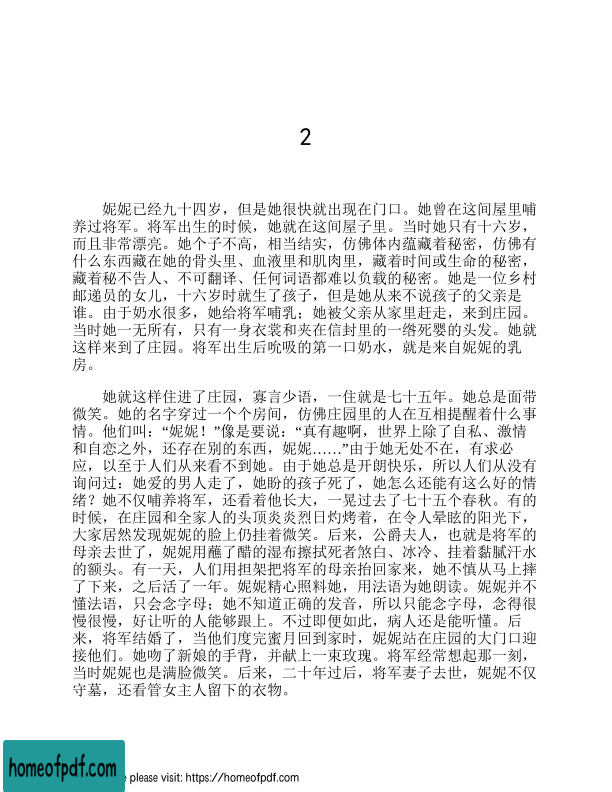 2
妮妮已经九十四岁，但是她很快就出现在门口。她曾在这间屋里哺
养过将军。将军出生的时候，她就在这间屋子里。当时她只有十六岁，
而且非常漂亮。她个子不高，相当结实，仿佛体内蕴藏着秘密，仿佛有
什么东西藏在她的骨头里、血液里和肌肉里，藏着时间或生命的秘密，
藏着秘不告人、不可翻译、任何词语都难以负载的秘密。她是一位乡村
邮递员的女儿，十六岁时就生了孩子，但是她从来不说孩子的父亲是
谁。由于奶水很多，她给将军哺乳；她被父亲从家里赶走，来到庄园。
当时她一无所有，只有一身衣裳和夹在信封里的一绺死婴的头发。她就
这样来到了庄园。将军出生后吮吸的第一口奶水，就是来自妮妮的乳
房。
她就这样住进了庄园，寡言少语，一住就是七十五年。她总是面带
微笑。她的名字穿过一个个房间，仿佛庄园里的人在互相提醒着什么事
情。他们叫：“妮妮！”像是要说：“真有趣啊，世界上除了自私、激情
和自恋之外，还存在别的东西，妮妮……”由于她无处不在，有求必
应，以至于人们从来看不到她。由于她总是开朗快乐，所以人们从没有
询问过：她爱的男人走了，她盼的孩子死了，她怎么还能有这么好的情
绪？她不仅哺养将军，还看着他长大，一晃过去了七十五个春秋。有的
时候，在庄园和全家人的头顶炎炎烈日灼烤着，在令人晕眩的阳光下，
大家居然发现妮妮的脸上仍挂着微笑。后来，公爵夫人，也就是将军的
母亲去世了，妮妮用蘸了醋的湿布擦拭死者煞白、冰冷、挂着黏腻汗水
的额头。有一天，人们用担架把将军的母亲抬回家来，她不慎从马上摔
了下来，之后活了一年。妮妮精心照料她，用法语为她朗读。妮妮并不
懂法语，只会念字母；她不知道正确的发音，所以只能念字母，念得很
慢很慢，好让听的人能够跟上。不过即便如此，病人还是能听懂。后
来，将军结婚了，当他们度完蜜月回到家时，妮妮站在庄园的大门口迎
接他们。她吻了新娘的手背，并献上一束玫瑰。将军经常想起那一刻，
当时妮妮也是满脸微笑。后来，二十年过后，将军妻子去世，妮妮不仅
守墓，还看管女主人留下的衣物。
homeofpdf.com
please visit: https://homeofpdf.com